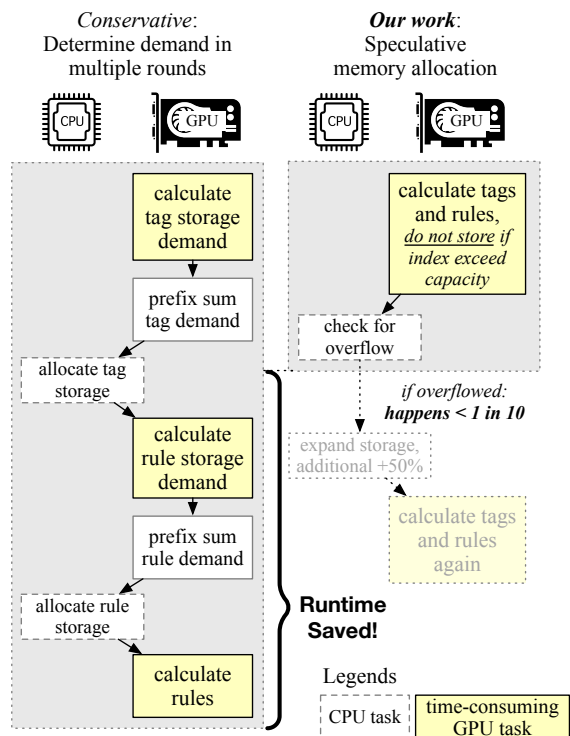 Conservative:
Determine demand in
multiple rounds
CPU
GPU
calculate
tag storage
demand
prefix sum
tag demand
allocate tag
storage
calculate
rule storage
demand
prefix sum
rule demand
allocate rule
storage
calculate
rules
Our work:
Speculative
memory allocation
CPU
GPU
calculate tags
and rules,
do not store if
index exceed
capacity
check for
overflow
if overflowed:
happens < 1 in 10
expand storage,
additional +50%
calculate tags
and rules
again
Runtime
Saved!
Legends
CPU task
time-consuming
GPU task